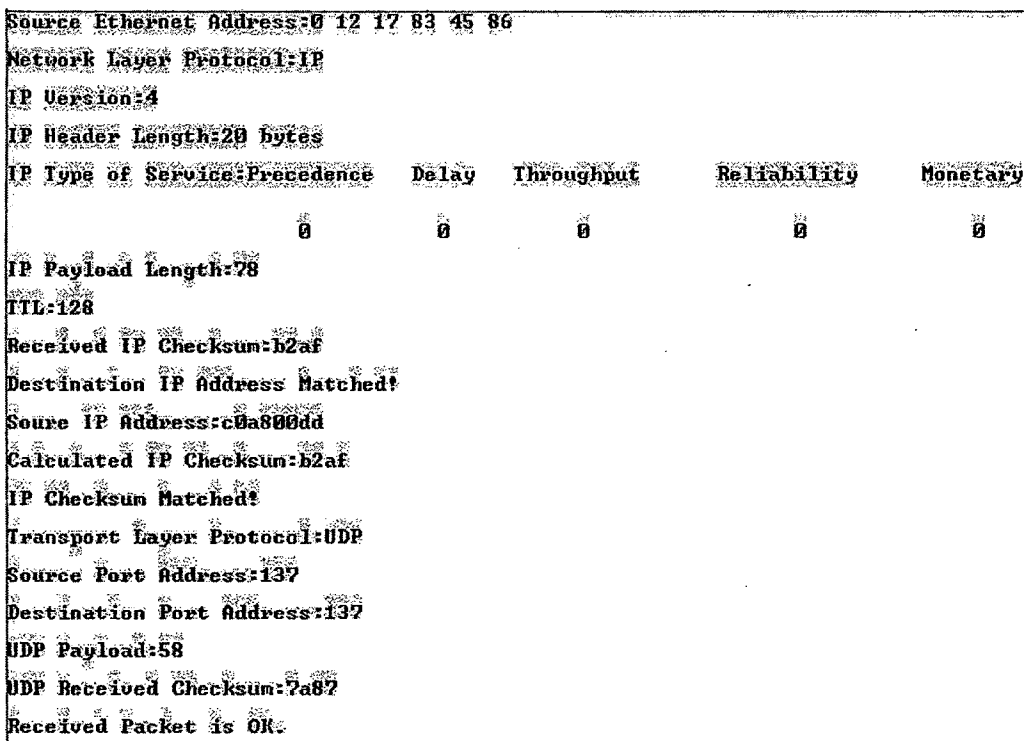 Source Ethernet Address:0 12 17 83 45 86
Network Layer Protocol:IP
IP Version:4
IP Header Length:20 bytes
IP Type of Service:Precedence Delay Throughput Reliability Monetary
0 0 0 0 0
IP Payload Length:78
TTL:128
Received IP Checksum:b2af
Destination IP Address Matched!
Soure IP Address:c0a800dd
Calculated IP Checksum:b2af
IP Checksum Matched!
Transport Layer Protocol:UDP
Source Port Address:137
Destination Port Address:137
UDP Payload:58
UDP Received Checksum:7a87
Received Packet is OK.